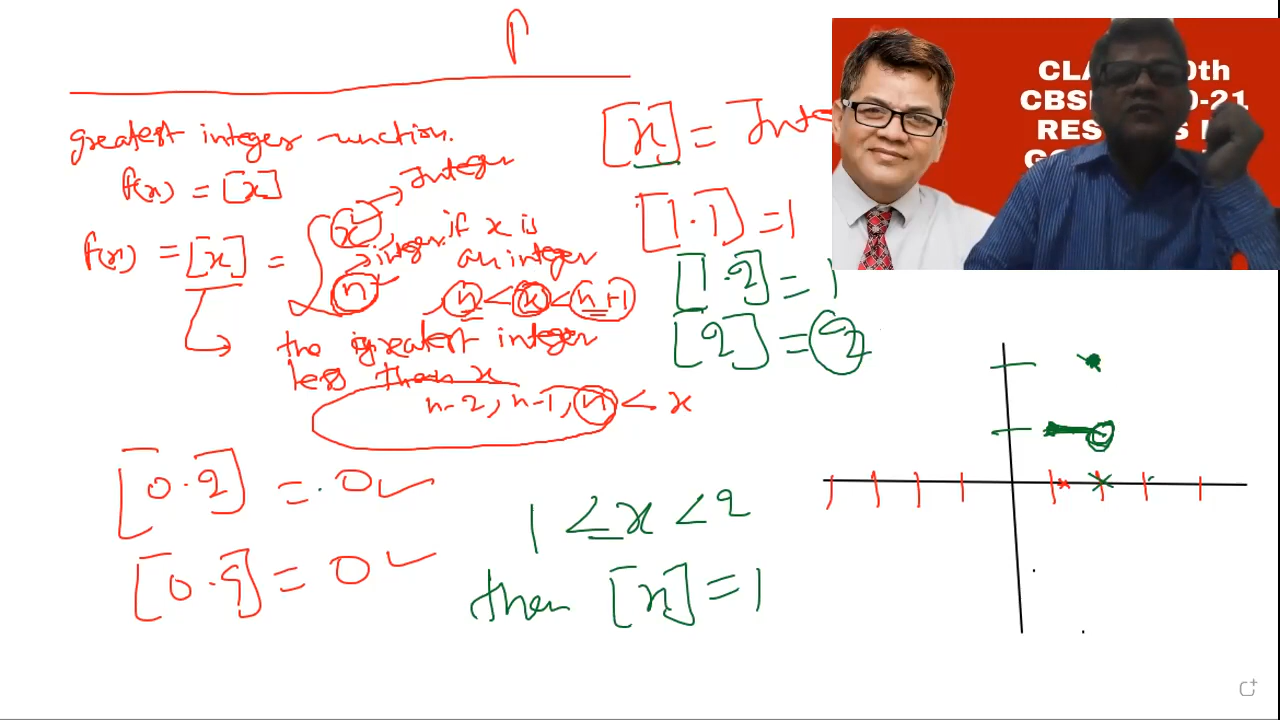 greatest integer function.
f(x) = [x]
f(x) = [x] = { x, if x is an integer
n, n < x < n+1
Integer
integer.
the greatest integer
less than x
n-2, n-1, n < x
[0.2] = 0
[0.9] = 0
[x] = Inte
[1.1] = 1
[1.2] = 1
[2] = 2
1 ≤ x < 2
then [x] = 1
CLA 0th
CBS 0-21
RES
GO